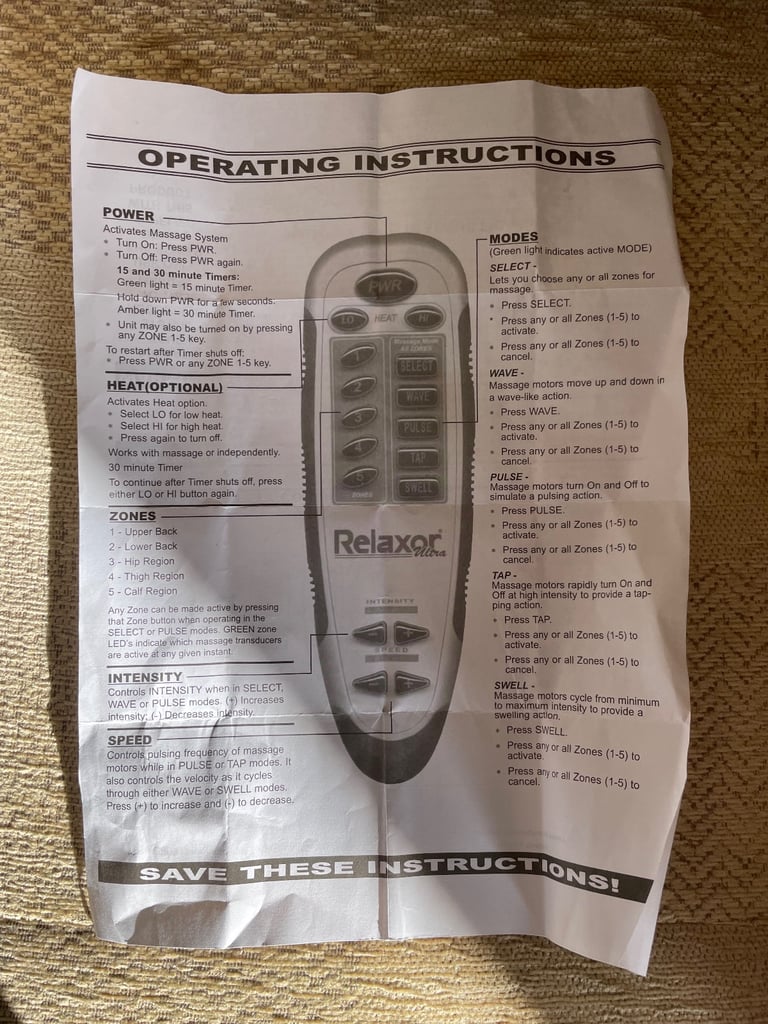 OPERATING INSTRUCTIONS
POWER
Activates Massage System
• Turn On: Press PWR.
• Turn Off: Press PWR again.
15 and 30 minute Timers:
Green light = 15 minute Timer.
Hold down PWR for a few seconds.
Amber light = 30 minute Timer.
• Unit may also be turned on by pressing
any ZONE 1-5 key.
To restart after Timer shuts off:
• Press PWR or any ZONE 1-5 key.
HEAT(OPTIONAL)
Activates Heat option.
• Select LO for low heat.
• Select HI for high heat.
• Press again to turn off.
Works with massage or independently.
30 minute Timer
To continue after Timer shuts off, press
either LO or HI button again.
ZONES
1 - Upper Back
2 - Lower Back
3 - Hip Region
4 - Thigh Region
5 - Calf Region
Any Zone can be made active by pressing
that Zone button when operating in the
SELECT or PULSE modes. GREEN zone
LED's indicate which massage transducers
are active at any given instant.
INTENSITY
Controls INTENSITY when in SELECT,
WAVE or PULSE modes. (+) Increases
intensity; (-) Decreases intensity.
SPEED
Controls pulsing frequency of massage
motors while in PULSE or TAP modes. It
also controls the velocity as it cycles
through either WAVE or SWELL modes.
Press (+) to increase and (-) to decrease.
PWR
LO HEAT HI
Massage Mode
All ZONES
1 SELECT
2 WAVE
3 PULSE
4 TAP
5 SWELL
ZONES
Relaxor
Ultra
INTENSITY
- +
SPEED
- +
MODES
(Green light indicates active MODE)
SELECT -
Lets you choose any or all zones for
massage.
• Press SELECT.
• Press any or all Zones (1-5) to
activate.
• Press any or all Zones (1-5) to
cancel.
WAVE -
Massage motors move up and down in
a wave-like action.
• Press WAVE.
• Press any or all Zones (1-5) to
activate.
• Press any or all Zones (1-5) to
cancel.
PULSE -
Massage motors turn On and Off to
simulate a pulsing action.
• Press PULSE.
• Press any or all Zones (1-5) to
activate.
• Press any or all Zones (1-5) to
cancel.
TAP -
Massage motors rapidly turn On and
Off at high intensity to provide a tap-
ping action.
• Press TAP.
• Press any or all Zones (1-5) to
activate.
• Press any or all Zones (1-5) to
cancel.
SWELL -
Massage motors cycle from minimum
to maximum intensity to provide a
swelling action.
• Press SWELL.
• Press any or all Zones (1-5) to
activate.
• Press any or all Zones (1-5) to
cancel.
SAVE THESE INSTRUCTIONS!